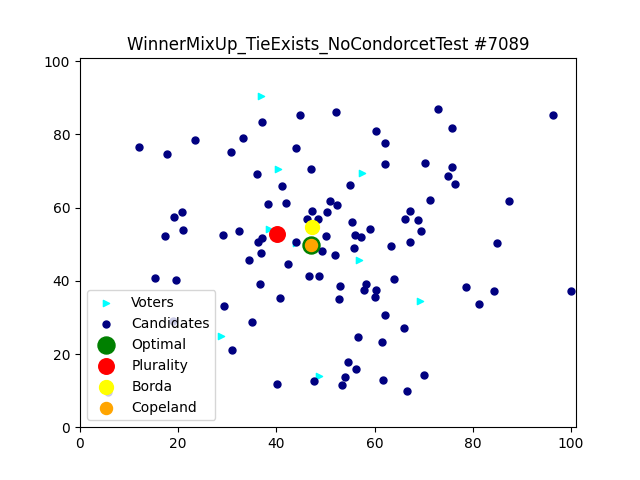 WinnerMixUp_TieExists_NoCondorcetTest #7089
100
80
60
40
20
0
Voters
Candidates
Optimal
Plurality
Borda
Copeland
0 20 40 60 80 100